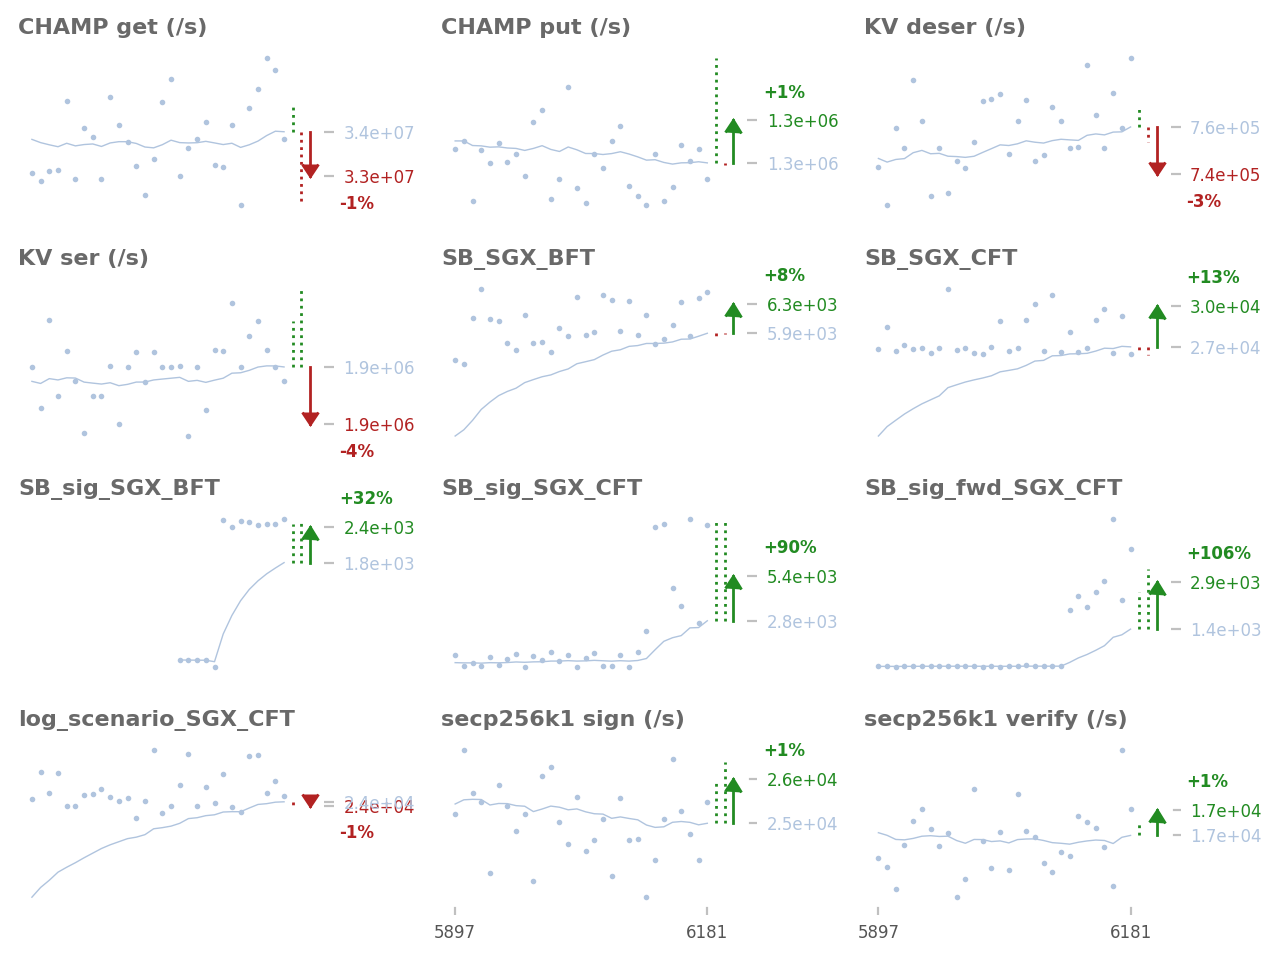 CHAMP get (/s)
3.4e+07
3.3e+07
-1%
CHAMP put (/s)
+1%
1.3e+06
1.3e+06
KV deser (/s)
7.6e+05
7.4e+05
-3%
KV ser (/s)
1.9e+06
1.9e+06
-4%
SB_SGX_BFT
+8%
6.3e+03
5.9e+03
SB_SGX_CFT
+13%
3.0e+04
2.7e+04
SB_sig_SGX_BFT
+32%
2.4e+03
1.8e+03
SB_sig_SGX_CFT
+90%
5.4e+03
2.8e+03
SB_sig_fwd_SGX_CFT
+106%
2.9e+03
1.4e+03
log_scenario_SGX_CFT
2.4e+04
2.4e+04
-1%
secp256k1 sign (/s)
+1%
2.6e+04
2.5e+04
5897
6181
secp256k1 verify (/s)
+1%
1.7e+04
1.7e+04
5897
6181